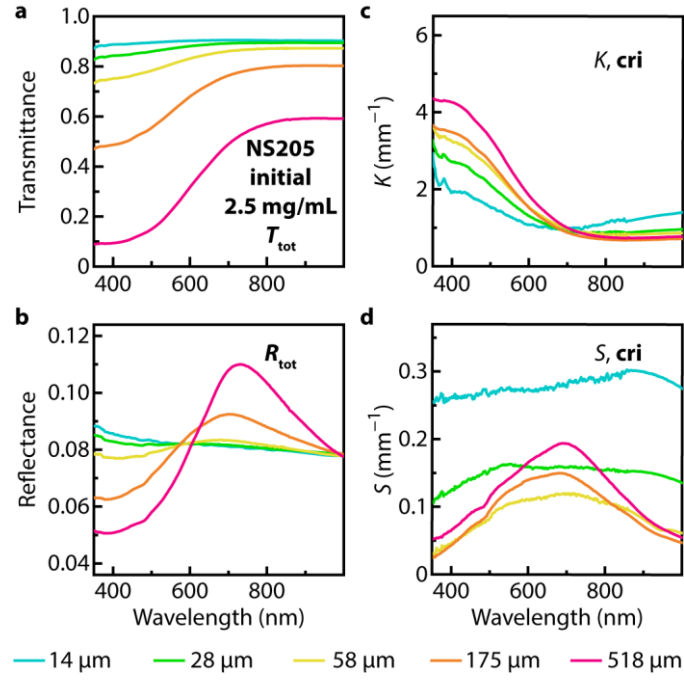 a
Transmittance
1
0.8
0.6
0.4
0.2
0
NS205
initial
2.5 mg/mL
Ttot
400 600 800
b
Reflectance
0.12
0.10
0.08
0.06
0.04
Rtot
400 600 800
Wavelength (nm)
c
K (mm⁻¹)
6
4
2
0
K, cri
400 600 800
d
S (mm⁻¹)
0.3
0.2
0.1
0
S, cri
400 600 800
Wavelength (nm)
14 µm 28 µm 58 µm 175 µm 518 µm